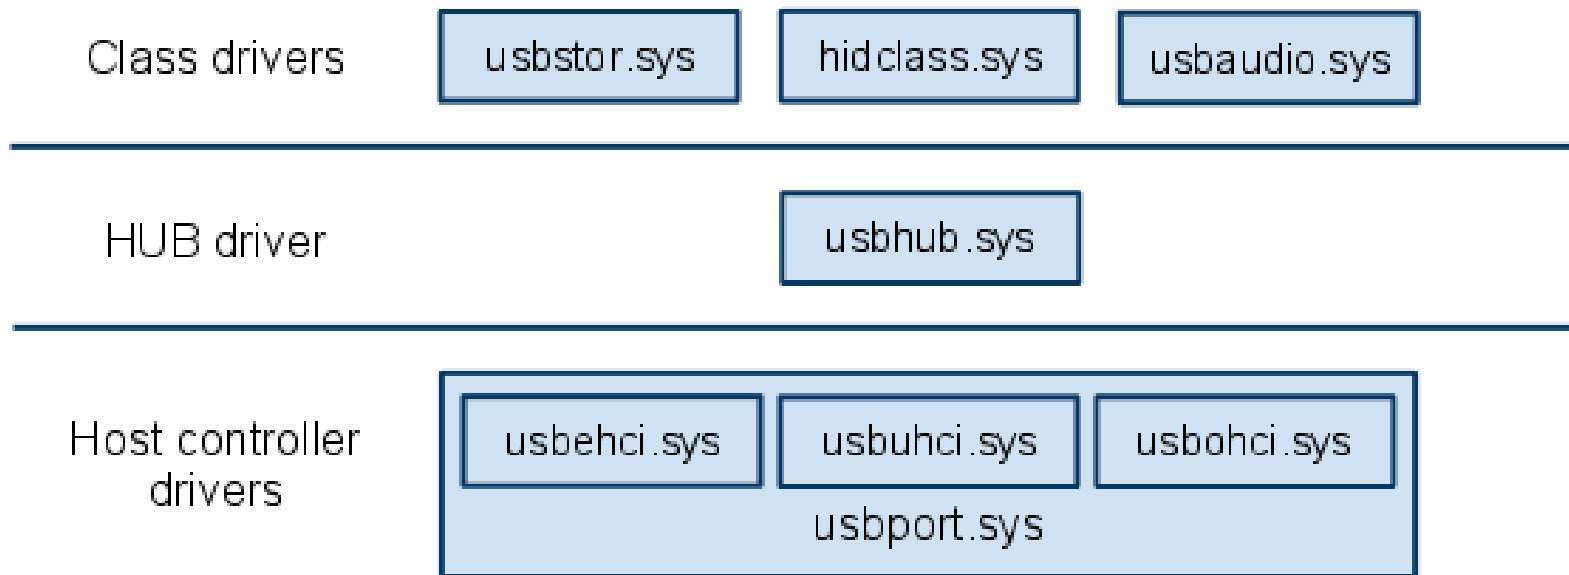 Class drivers
usbstor.sys
hidclass.sys
usbaudio.sys
HUB driver
usbhub.sys
Host controller
drivers
usbehci.sys
usbuhci.sys
usbohci.sys
usbport.sys